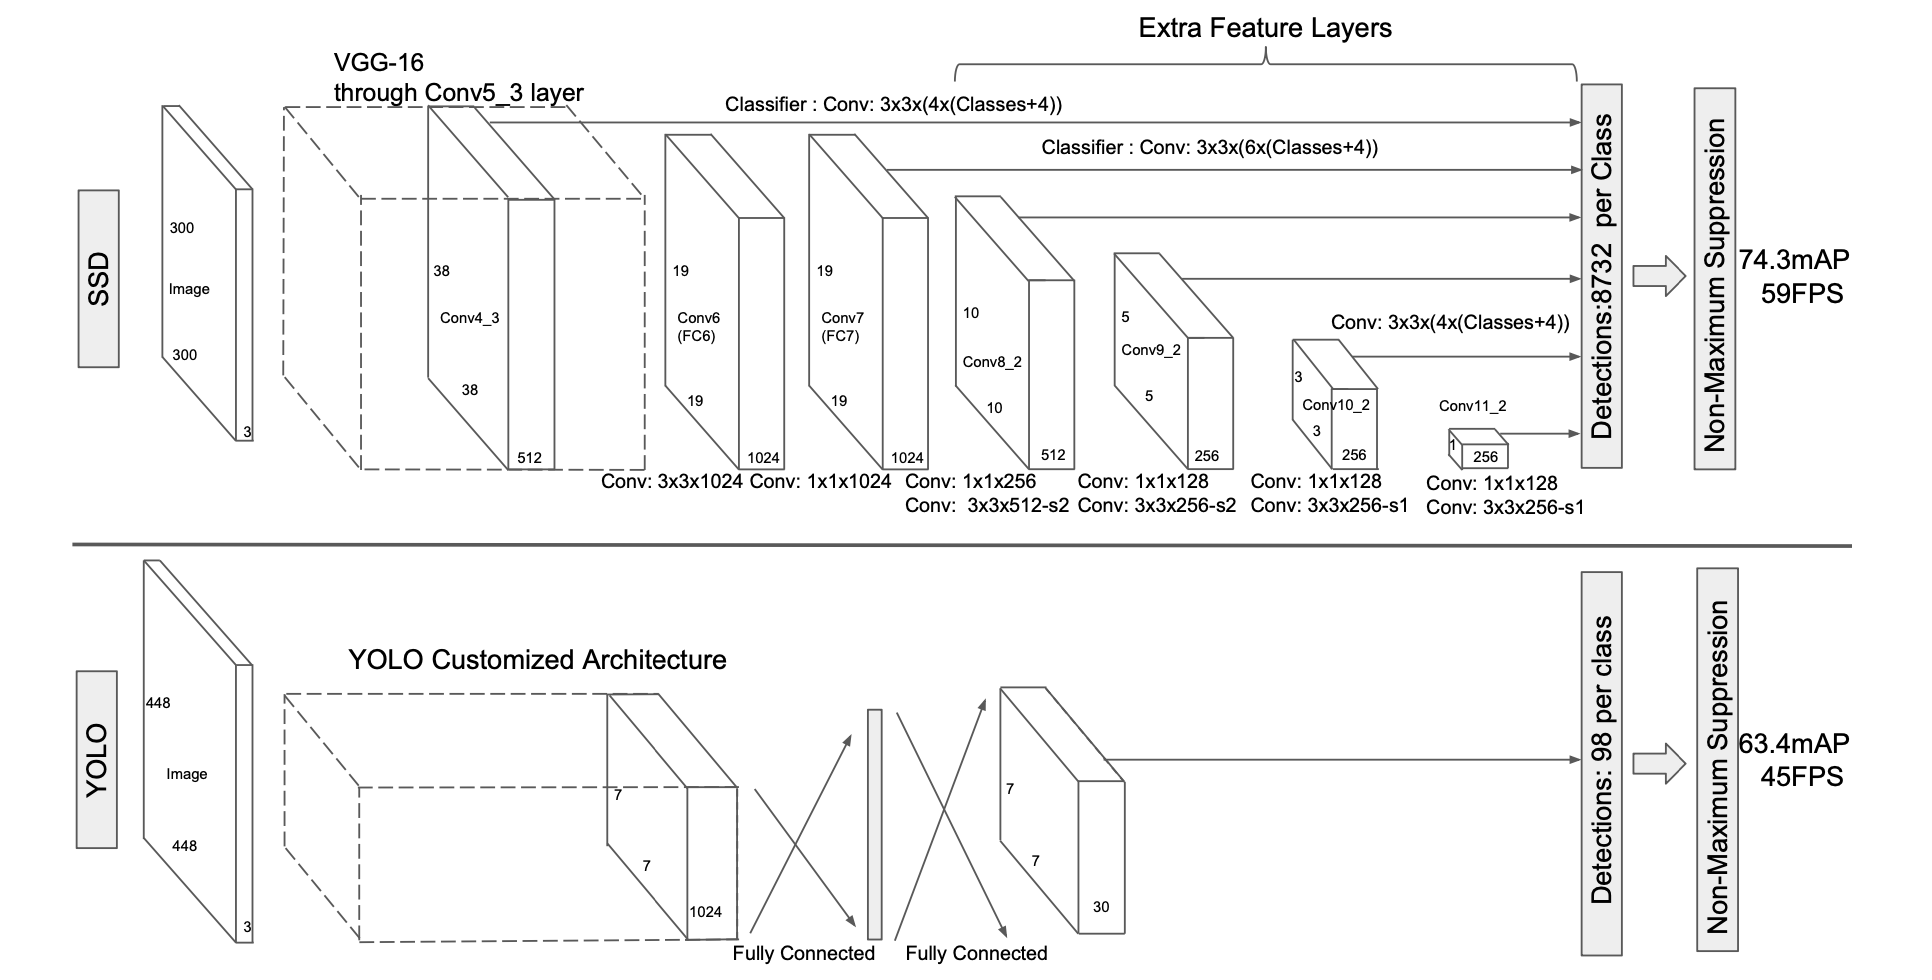 Extra Feature Layers
VGG-16
through Conv5_3 layer
Classifier : Conv: 3x3x(4x(Classes+4))
Classifier : Conv: 3x3x(6x(Classes+4))
SSD
300
Image
300
3
38
Conv4_3
38
512
19
Conv6
(FC6)
19
1024
19
Conv7
(FC7)
19
1024
10
Conv8_2
10
512
5
Conv9_2
5
256
Conv: 3x3x(4x(Classes+4))
3
Conv10_2
3
256
Conv11_2
1
256
Conv: 3x3x1024
Conv: 1x1x1024
Conv: 1x1x256
Conv: 3x3x512-s2
Conv: 1x1x128
Conv: 3x3x256-s2
Conv: 1x1x128
Conv: 3x3x256-s1
Conv: 1x1x128
Conv: 3x3x256-s1
Detections:8732 per Class
Non-Maximum Suppression
74.3mAP
59FPS
YOLO
448
Image
448
3
YOLO Customized Architecture
7
7
1024
Fully Connected
Fully Connected
7
7
30
Detections: 98 per class
Non-Maximum Suppression
63.4mAP
45FPS